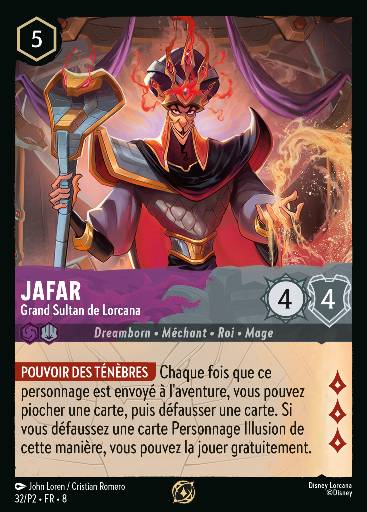 5
JAFAR
Grand Sultan de Lorcana
4
4
Dreamborn • Méchant • Roi • Mage
POUVOIR DES TÉNÈBRES Chaque fois que ce
personnage est envoyé à l'aventure, vous pouvez
piocher une carte, puis défausser une carte. Si
vous défaussez une carte Personnage Illusion de
cette manière, vous pouvez la jouer gratuitement.
John Loren / Cristian Romero
32/P2 • FR • 8
Disney Lorcana
©Disney